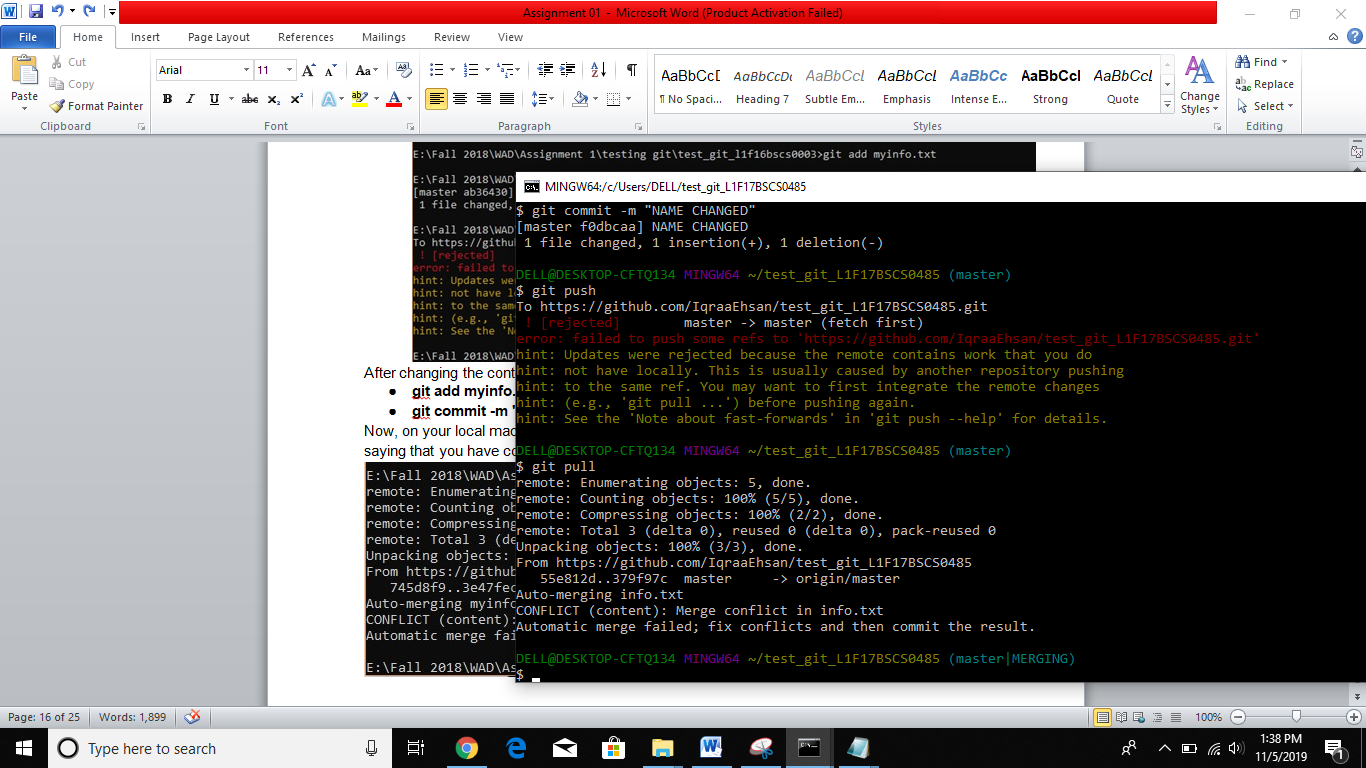 Assignment 01 - Microsoft Word (Product Activation Failed)
File Home Insert Page Layout References Mailings Review View
Paste
Cut
Copy
Format Painter
Clipboard
Arial 11
Font
Paragraph
AaBbCcI AaBbCcDc AaBbCcL AaBbCcL AaBbCc AaBbCcl AaBbCcL
¶ No Spaci... Heading 7 Subtle Em... Emphasis Intense E... Strong Quote
Change Styles
Styles
Find
Replace
Select
Editing
E:\Fall 2018\WAD\Assignment 1\testing git\test_git_l1f16bscs0003>git add myinfo.txt
E:\Fall 2018\WAD
[master ab36430]
1 file changed,
E:\Fall 2018\WAD
To https://githu
! [rejected]
error: failed to
hint: Updates we
hint: not have l
hint: to the sam
hint: (e.g., 'gi
hint: See the 'N
E:\Fall 2018\WAD
After changing the cont
● git add myinfo.
● git commit -m "
Now, on your local mac
saying that you have co
E:\Fall 2018\WAD\As
remote: Enumerating
remote: Counting ob
remote: Compressing
remote: Total 3 (de
Unpacking objects:
From https://github
745d8f9..3e47fec
Auto-merging myinfo
CONFLICT (content):
Automatic merge fai
E:\Fall 2018\WAD\As
MINGW64:/c/Users/DELL/test_git_L1F17BSCS0485
$ git commit -m "NAME CHANGED"
[master f0dbcaa] NAME CHANGED
1 file changed, 1 insertion(+), 1 deletion(-)
DELL@DESKTOP-CFTQ134 MINGW64 ~/test_git_L1F17BSCS0485 (master)
$ git push
To https://github.com/IqraaEhsan/test_git_L1F17BSCS0485.git
! [rejected] master -> master (fetch first)
error: failed to push some refs to 'https://github.com/IqraaEhsan/test_git_L1F17BSCS0485.git'
hint: Updates were rejected because the remote contains work that you do
hint: not have locally. This is usually caused by another repository pushing
hint: to the same ref. You may want to first integrate the remote changes
hint: (e.g., 'git pull ...') before pushing again.
hint: See the 'Note about fast-forwards' in 'git push --help' for details.
DELL@DESKTOP-CFTQ134 MINGW64 ~/test_git_L1F17BSCS0485 (master)
$ git pull
remote: Enumerating objects: 5, done.
remote: Counting objects: 100% (5/5), done.
remote: Compressing objects: 100% (2/2), done.
remote: Total 3 (delta 0), reused 0 (delta 0), pack-reused 0
Unpacking objects: 100% (3/3), done.
From https://github.com/IqraaEhsan/test_git_L1F17BSCS0485
55e812d..379f97c master -> origin/master
Auto-merging info.txt
CONFLICT (content): Merge conflict in info.txt
Automatic merge failed; fix conflicts and then commit the result.
DELL@DESKTOP-CFTQ134 MINGW64 ~/test_git_L1F17BSCS0485 (master|MERGING)
$
Page: 16 of 25 Words: 1,899 100%
Type here to search
1:38 PM
11/5/2019
1